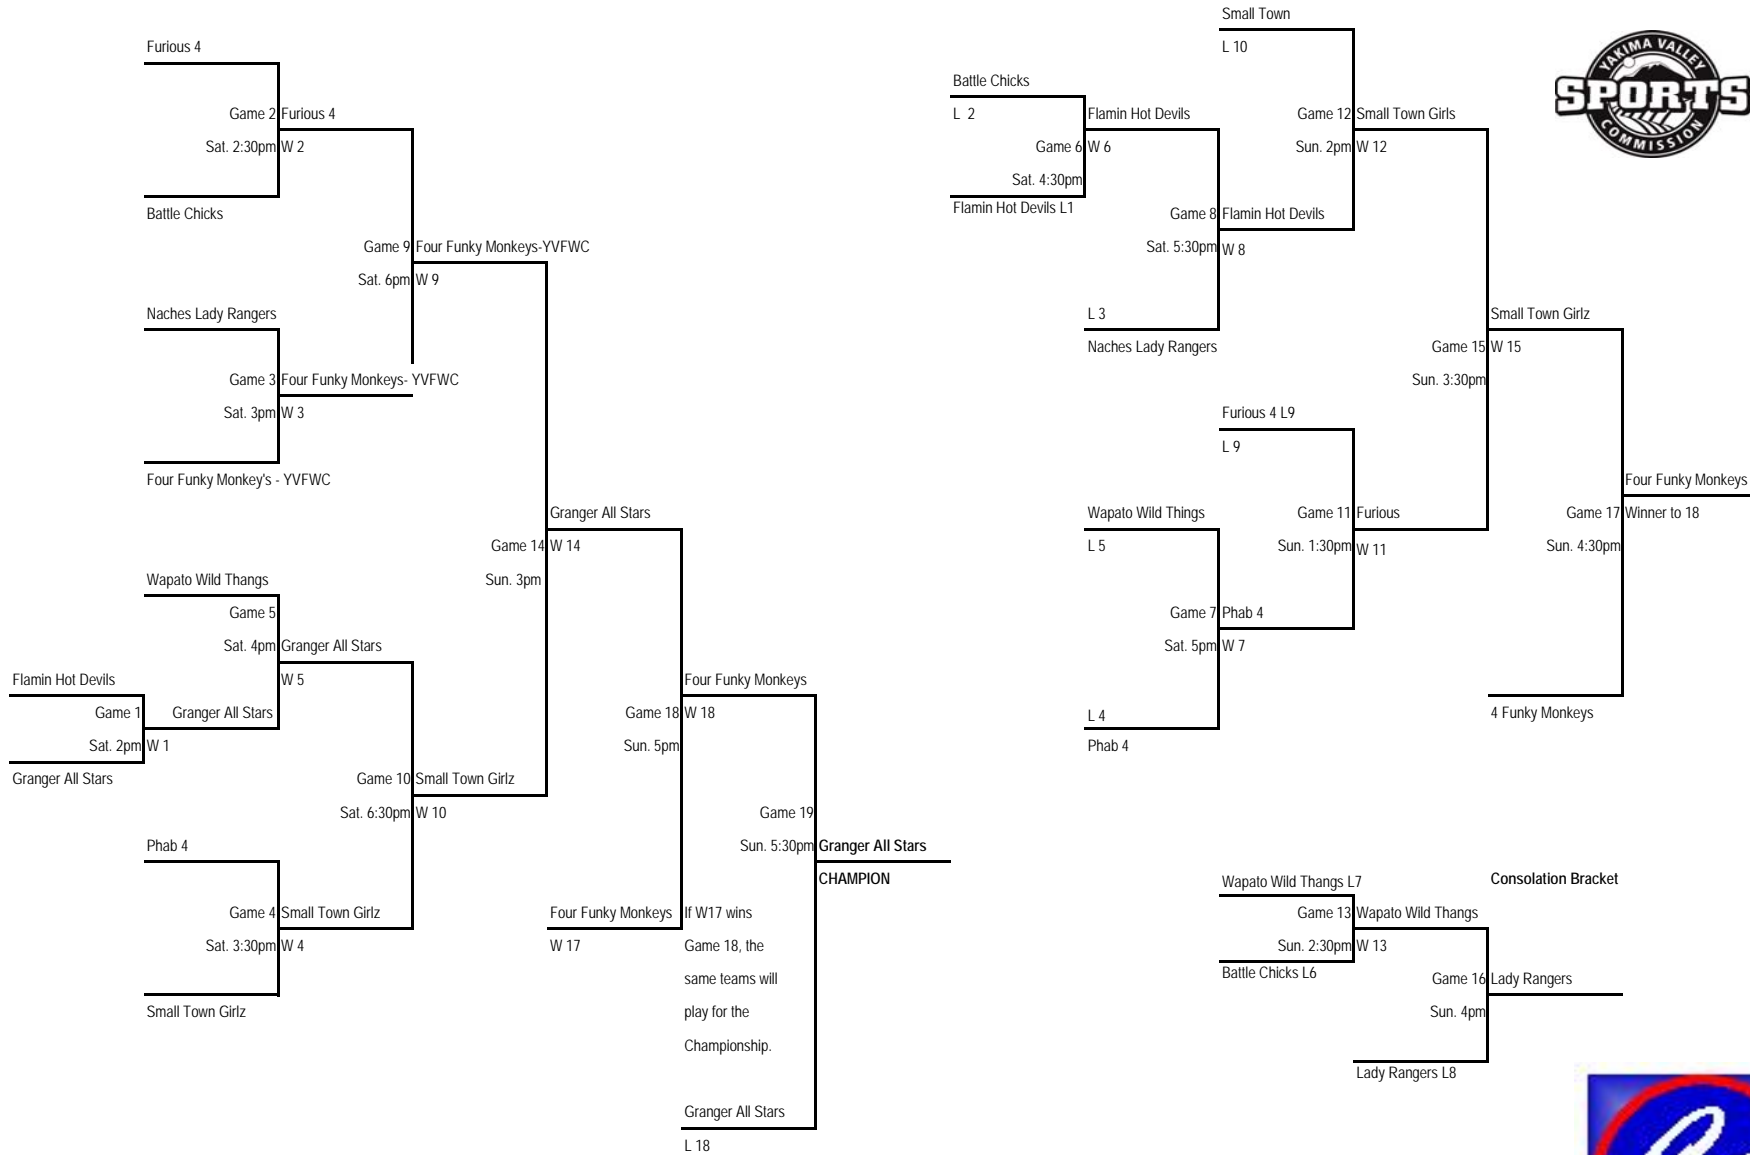 Small Town
L 10
Furious 4
Battle Chicks
L 2
Game 2 Furious 4
Sat. 2:30pm W 2
Battle Chicks
Flamin Hot Devils
Game 6 W 6
Sat. 4:30pm
Flamin Hot Devils L1
Game 12 Small Town Girls
Sun. 2pm W 12
YAKIMA VALLEY
SPORTS
COMMISSION
Game 8 Flamin Hot Devils
Sat. 5:30pm W 8
Game 9 Four Funky Monkeys-YVFWC
Sat. 6pm W 9
Naches Lady Rangers
Game 3 Four Funky Monkeys- YVFWC
Sat. 3pm W 3
Four Funky Monkey's - YVFWC
L 3
Naches Lady Rangers
Small Town Girlz
Game 15 W 15
Sun. 3:30pm
Furious 4 L9
L 9
Wapato Wild Things
L 5
Game 11 Furious
Sun. 1:30pm W 11
Four Funky Monkeys
Game 17 Winner to 18
Sun. 4:30pm
Granger All Stars
Game 14 W 14
Sun. 3pm
Wapato Wild Thangs
Game 5
Sat. 4pm Granger All Stars
W 5
Flamin Hot Devils
Game 1 Granger All Stars
Sat. 2pm W 1
Granger All Stars
Game 7 Phab 4
Sat. 5pm W 7
L 4
Phab 4
4 Funky Monkeys
Four Funky Monkeys
Game 18 W 18
Sun. 5pm
Game 10 Small Town Girlz
Sat. 6:30pm W 10
Phab 4
Game 4 Small Town Girlz
Sat. 3:30pm W 4
Small Town Girlz
Game 19
Sun. 5:30pm Granger All Stars
CHAMPION
Four Funky Monkeys
W 17
If W17 wins
Game 18, the
same teams will
play for the
Championship.
Granger All Stars
L 18
Wapato Wild Thangs L7
Consolation Bracket
Game 13 Wapato Wild Thangs
Sun. 2:30pm W 13
Battle Chicks L6
Game 16 Lady Rangers
Sun. 4pm
Lady Rangers L8